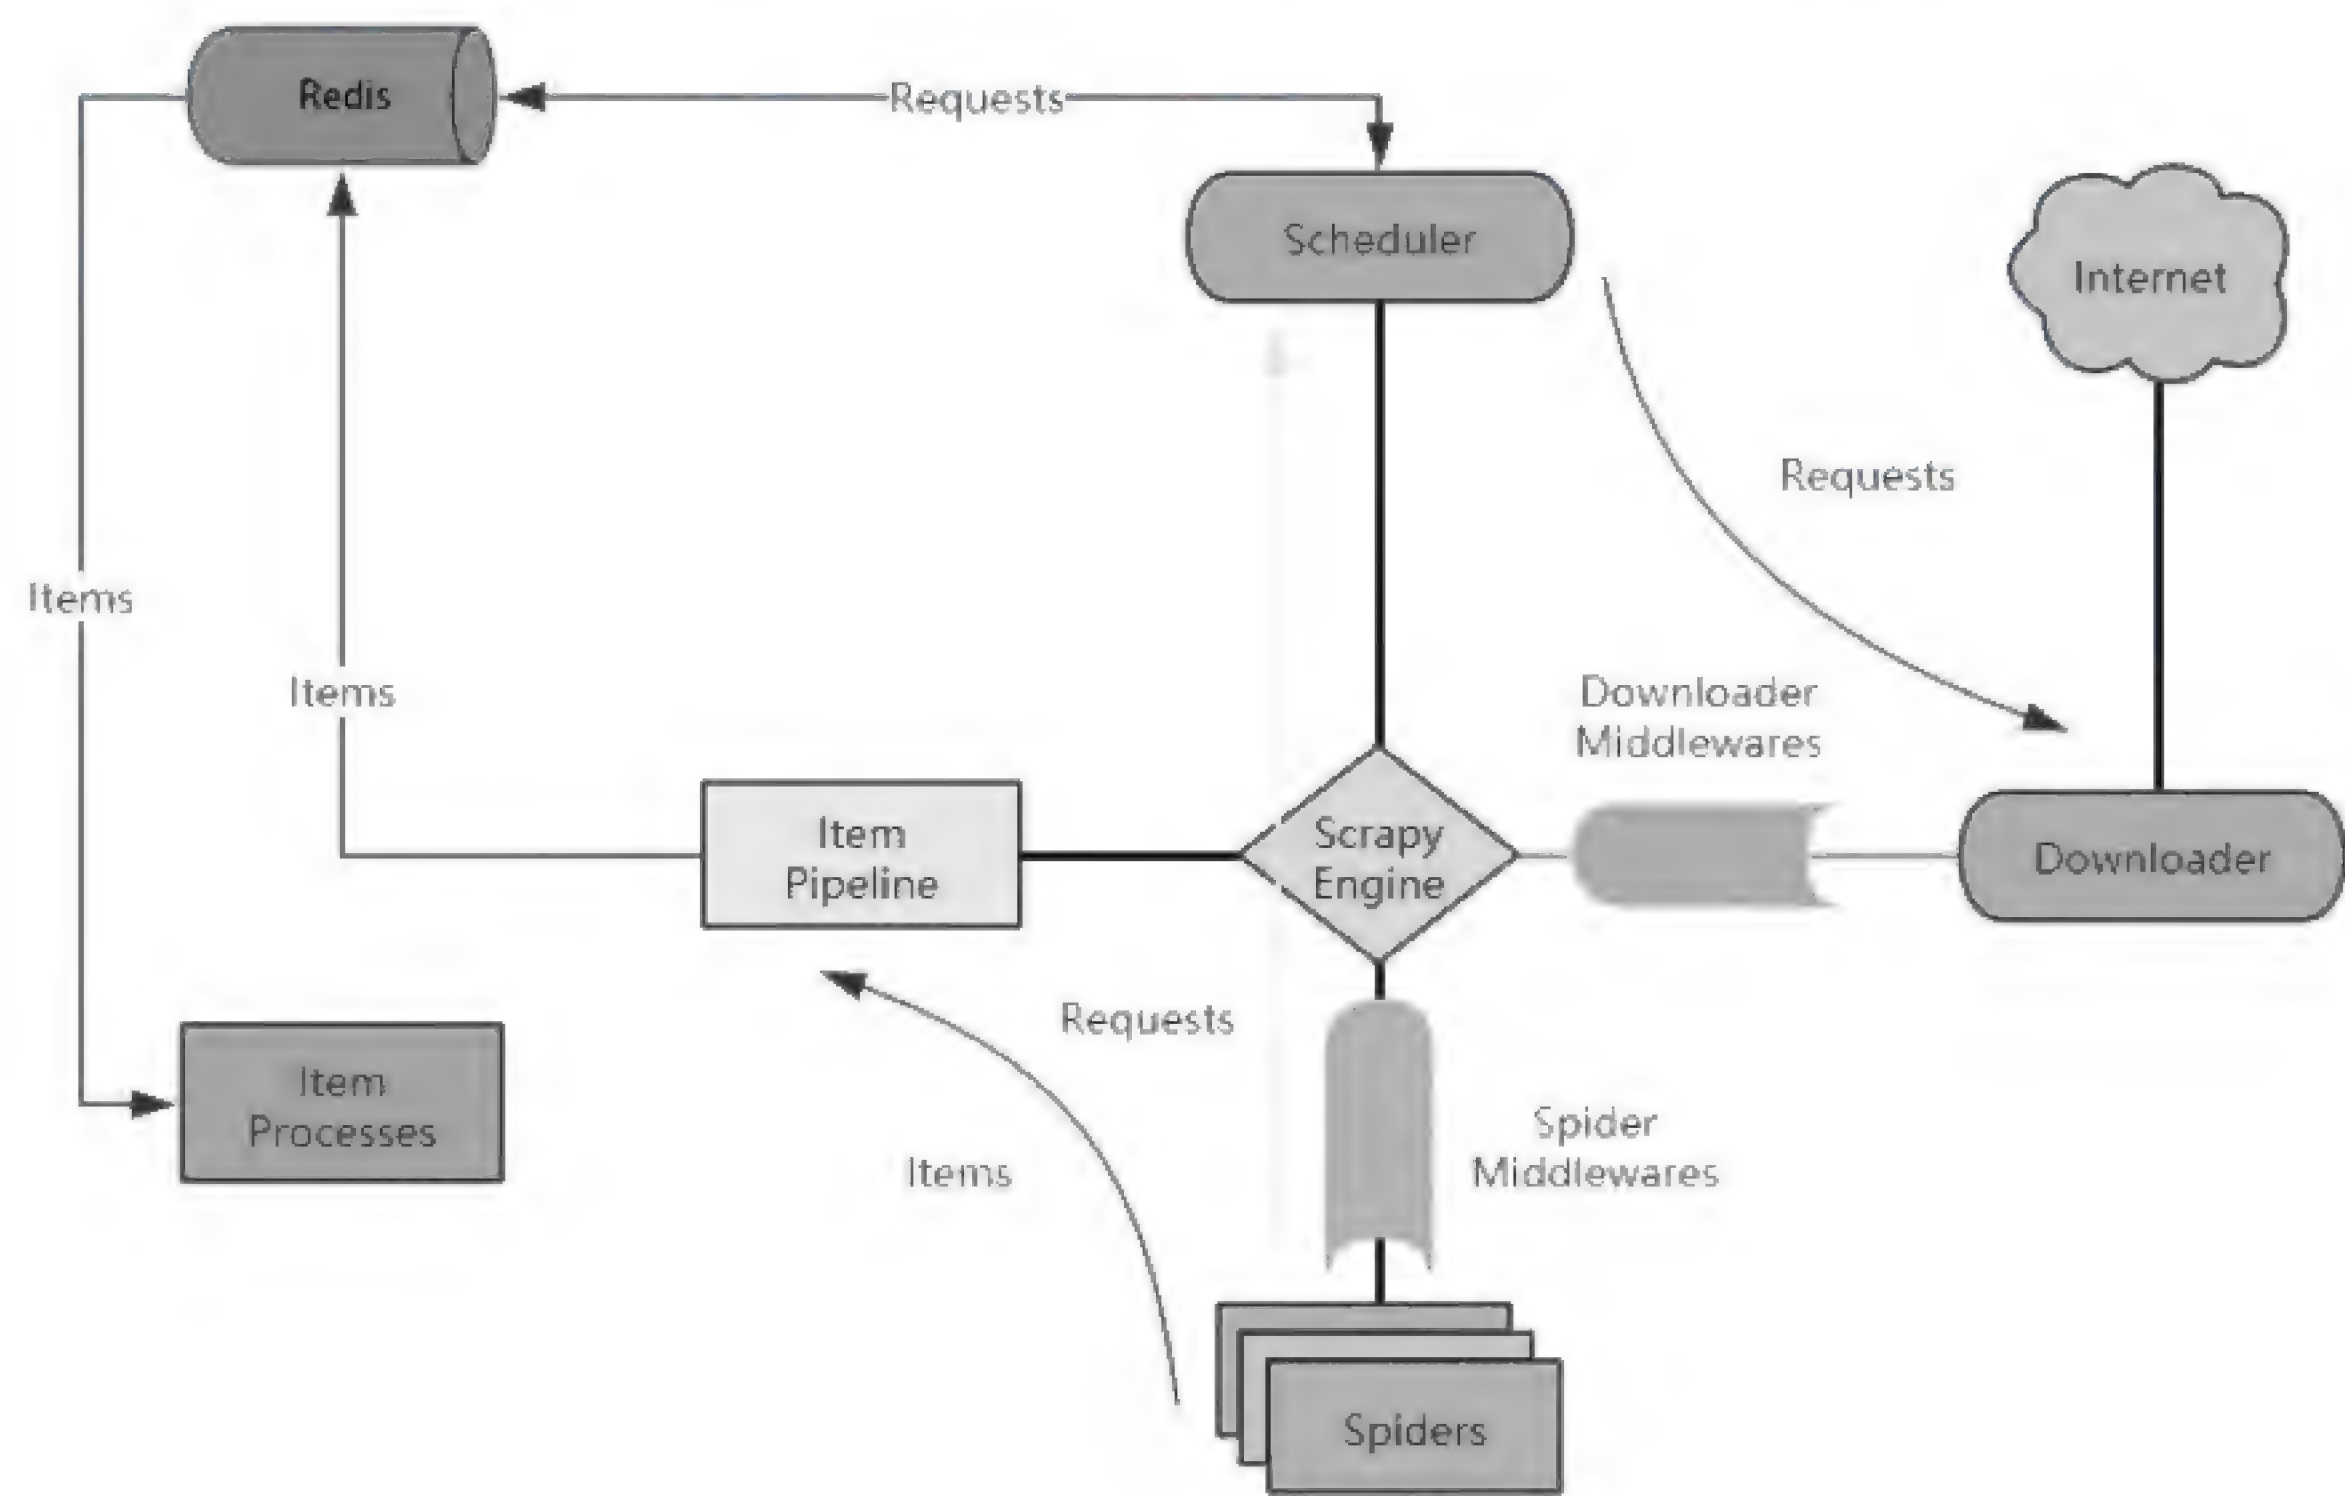 Redis
Requests
Scheduler
Internet
Requests
Items
Items
Downloader
Middlewares
Item
Pipeline
Scrapy
Engine
Downloader
Requests
Item
Processes
Items
Spider
Middlewares
Spiders